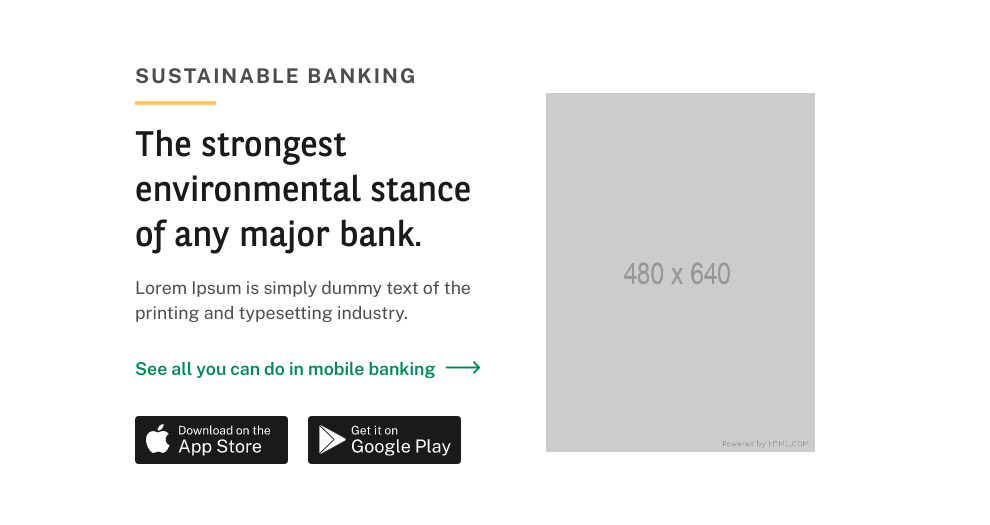 SUSTAINABLE BANKING
The strongest
environmental stance
of any major bank.
Lorem Ipsum is simply dummy text of the
printing and typesetting industry.
See all you can do in mobile banking
Download on the
App Store
Get it on
Google Play
480 x 640
Powered by HTML.COM